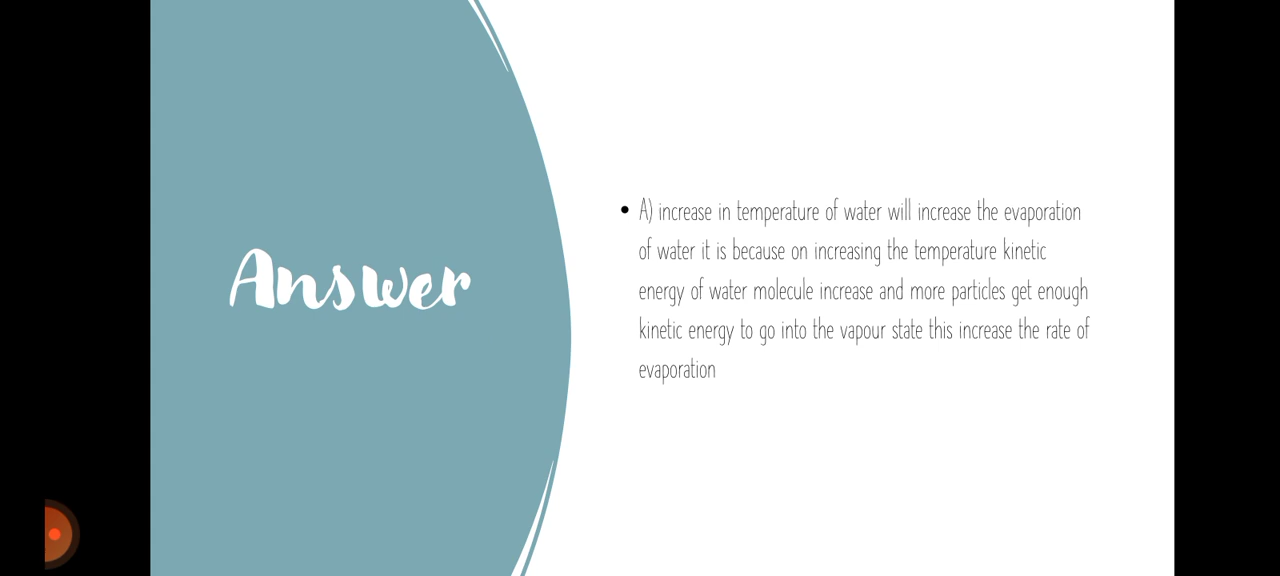 Answer
• A) increase in temperature of water will increase the evaporation
of water it is because on increasing the temperature kinetic
energy of water molecule increase and more particles get enough
kinetic energy to go into the vapour state this increase the rate of
evaporation